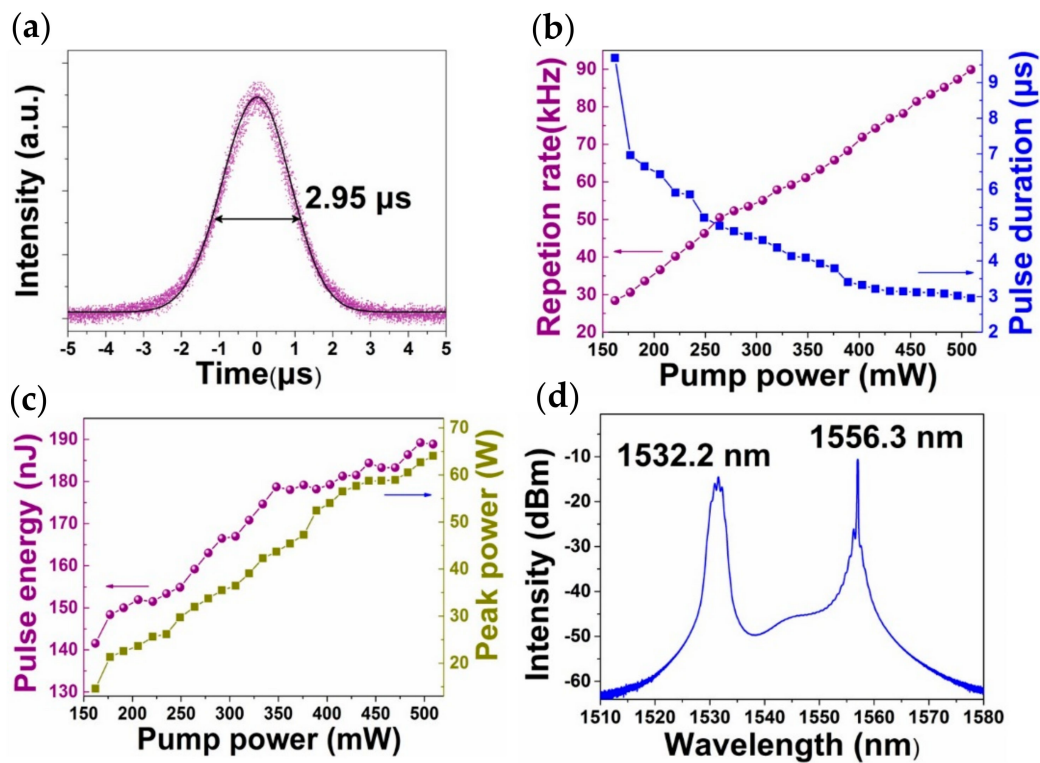 (a)
Intensity (a.u.)
2.95 µs
-5 -4 -3 -2 -1 0 1 2 3 4 5
Time(µs)
(b)
Repetion rate(kHz)
90
80
70
60
50
40
30
20
9
7
6
5
4
3
2
Pulse duration (µs)
150 200 250 300 350 400 450 500
Pump power (mW)
(c)
Pulse energy (nJ)
190
180
170
160
150
140
130
70
60
50
40
30
20
Peak power (W)
150 200 250 300 350 400 450 500
Pump power (mW)
(d)
1532.2 nm
1556.3 nm
Intensity (dBm)
-10
-20
-30
-40
-50
-60
1510 1520 1530 1540 1550 1560 1570 1580
Wavelength (nm)